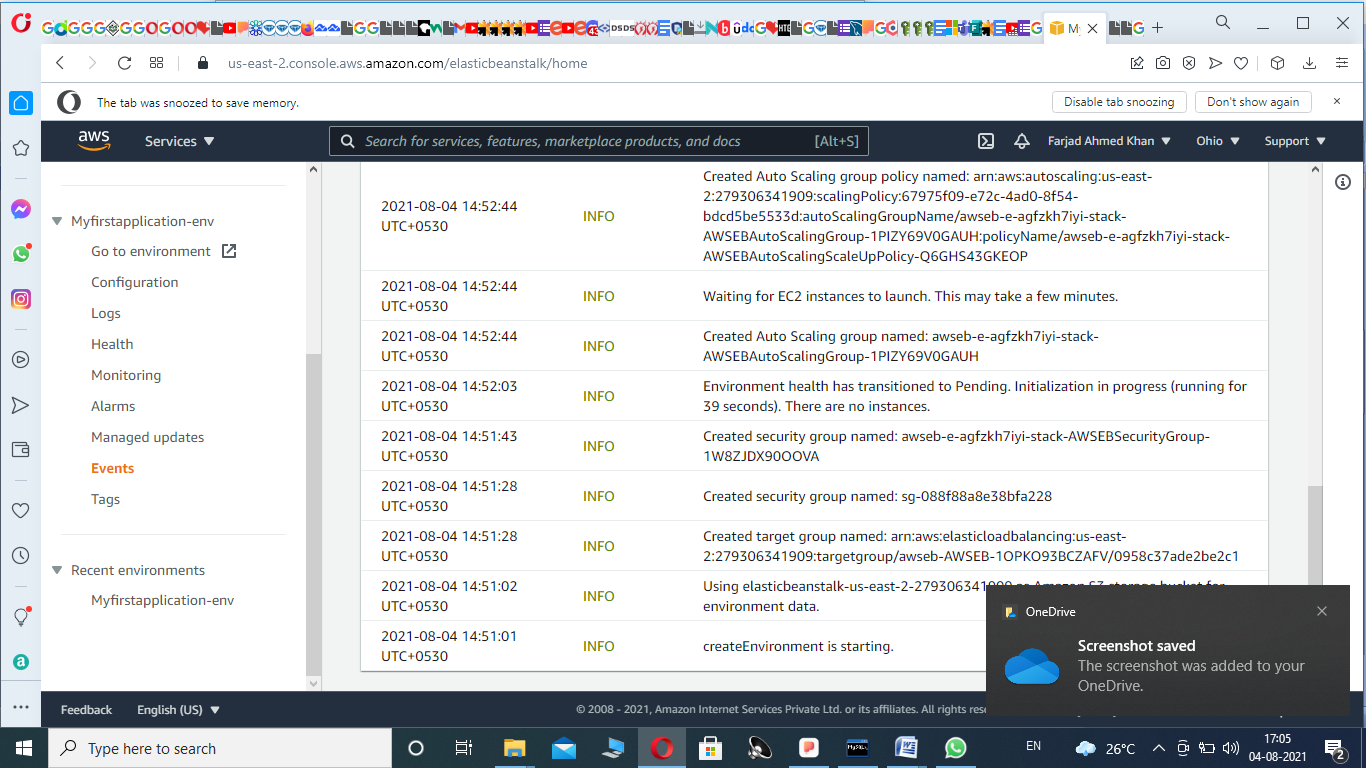 us-east-2.console.aws.amazon.com/elasticbeanstalk/home
The tab was snoozed to save memory.
Disable tab snoozing
Don't show again
aws
Services
Search for services, features, marketplace products, and docs
[Alt+S]
Farjad Ahmed Khan
Ohio
Support
Myfirstapplication-env
Go to environment
Configuration
Logs
Health
Monitoring
Alarms
Managed updates
Events
Tags
Recent environments
Myfirstapplication-env
2021-08-04 14:52:44
UTC+0530
INFO
Created Auto Scaling group policy named: arn:aws:autoscaling:us-east-
2:279306341909:scalingPolicy:67975f09-e72c-4ad0-8f54-
bdcd5be5533d:autoScalingGroupName/awseb-e-agfzkh7iyi-stack-
AWSEBAutoScalingGroup-1PIZY69V0GAUH:policyName/awseb-e-agfzkh7iyi-stack-
AWSEBAutoScalingScaleUpPolicy-Q6GHS43GKEOP
2021-08-04 14:52:44
UTC+0530
INFO
Waiting for EC2 instances to launch. This may take a few minutes.
2021-08-04 14:52:44
UTC+0530
INFO
Created Auto Scaling group named: awseb-e-agfzkh7iyi-stack-
AWSEBAutoScalingGroup-1PIZY69V0GAUH
2021-08-04 14:52:03
UTC+0530
INFO
Environment health has transitioned to Pending. Initialization in progress (running for
39 seconds). There are no instances.
2021-08-04 14:51:43
UTC+0530
INFO
Created security group named: awseb-e-agfzkh7iyi-stack-AWSEBSecurityGroup-
1W8ZJDX90OOVA
2021-08-04 14:51:28
UTC+0530
INFO
Created security group named: sg-088f88a8e38bfa228
2021-08-04 14:51:28
UTC+0530
INFO
Created target group named: arn:aws:elasticloadbalancing:us-east-
2:279306341909:targetgroup/awseb-AWSEB-1OPKO93BCZAFV/0958c37ade2be2c1
2021-08-04 14:51:02
UTC+0530
INFO
Using elasticbeanstalk-us-east-2-279306341909 as Amazon S3 storage bucket for
environment data.
2021-08-04 14:51:01
UTC+0530
INFO
createEnvironment is starting.
OneDrive
Screenshot saved
The screenshot was added to your
OneDrive.
Feedback
English (US)
© 2008 - 2021, Amazon Internet Services Private Ltd. or its affiliates. All rights
Type here to search
EN
26°C
17:05
04-08-2021
2